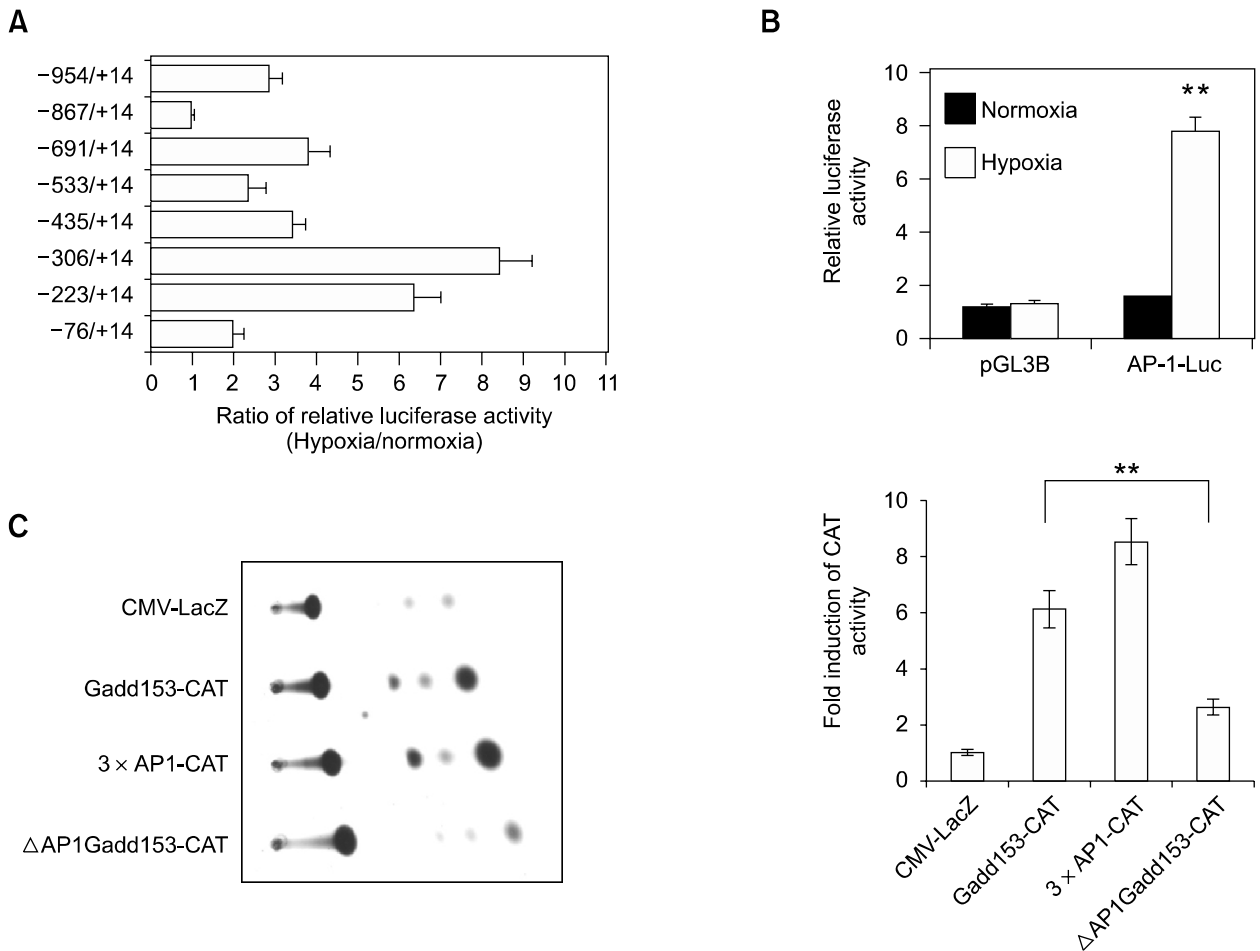 A
−954/+14
−867/+14
−691/+14
−533/+14
−435/+14
−306/+14
−223/+14
−76/+14
0 1 2 3 4 5 6 7 8 9 10 11
Ratio of relative luciferase activity
(Hypoxia/normoxia)
B
Relative luciferase
activity
10
8
6
4
2
0
Normoxia
Hypoxia
**
pGL3B AP-1-Luc
C
CMV-LacZ
Gadd153-CAT
3 × AP1-CAT
△AP1Gadd153-CAT
Fold induction of CAT
activity
10
8
6
4
2
0
**
CMV-LacZ
Gadd153-CAT
3 × AP1-CAT
△AP1Gadd153-CAT